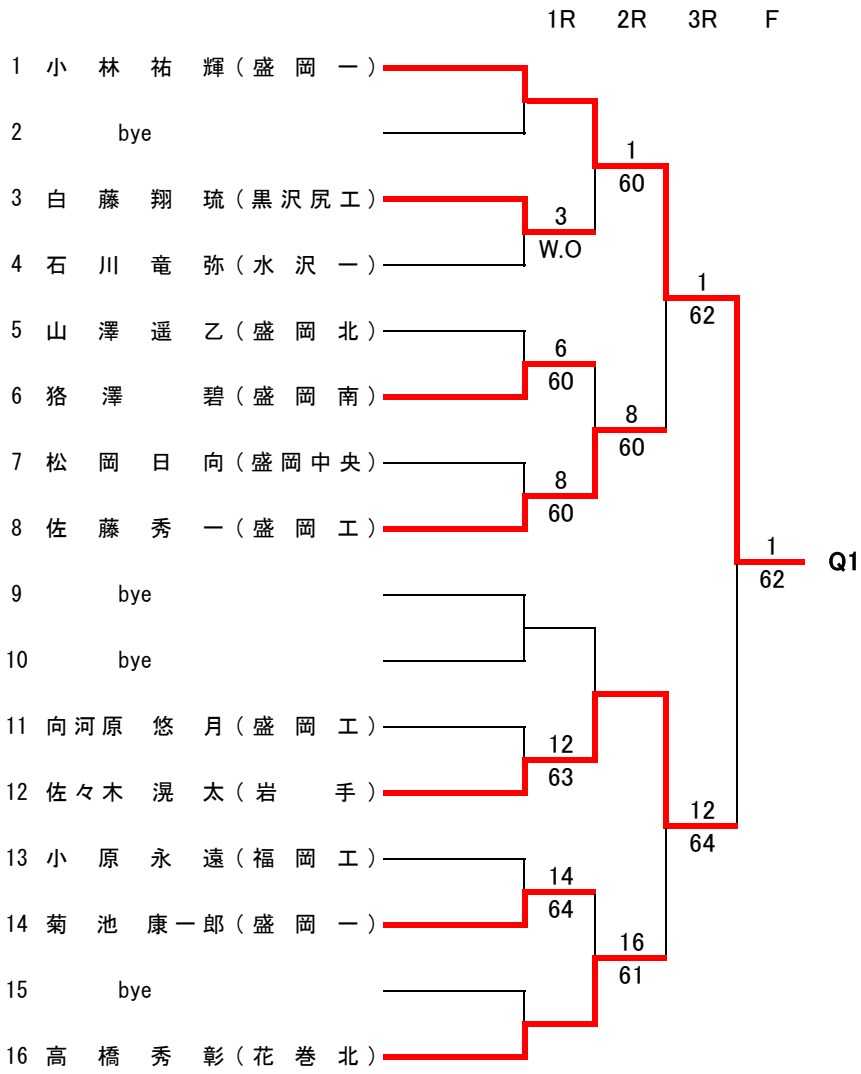 1R 2R 3R F
1 小林祐輝(盛岡一)
2 bye
1
60
3 白藤翔琉(黒沢尻工)
3
W.O
4 石川竜弥(水沢一)
1
62
5 山澤遥乙(盛岡北)
6
60
6 狢澤碧(盛岡南)
8
60
7 松岡日向(盛岡中央)
8
60
8 佐藤秀一(盛岡工)
1
62
Q1
9 bye
10 bye
11 向河原悠月(盛岡工)
12
63
12 佐々木滉太(岩手)
12
64
13 小原永遠(福岡工)
14
64
14 菊池康一郎(盛岡一)
16
61
15 bye
16 高橋秀彰(花巻北)